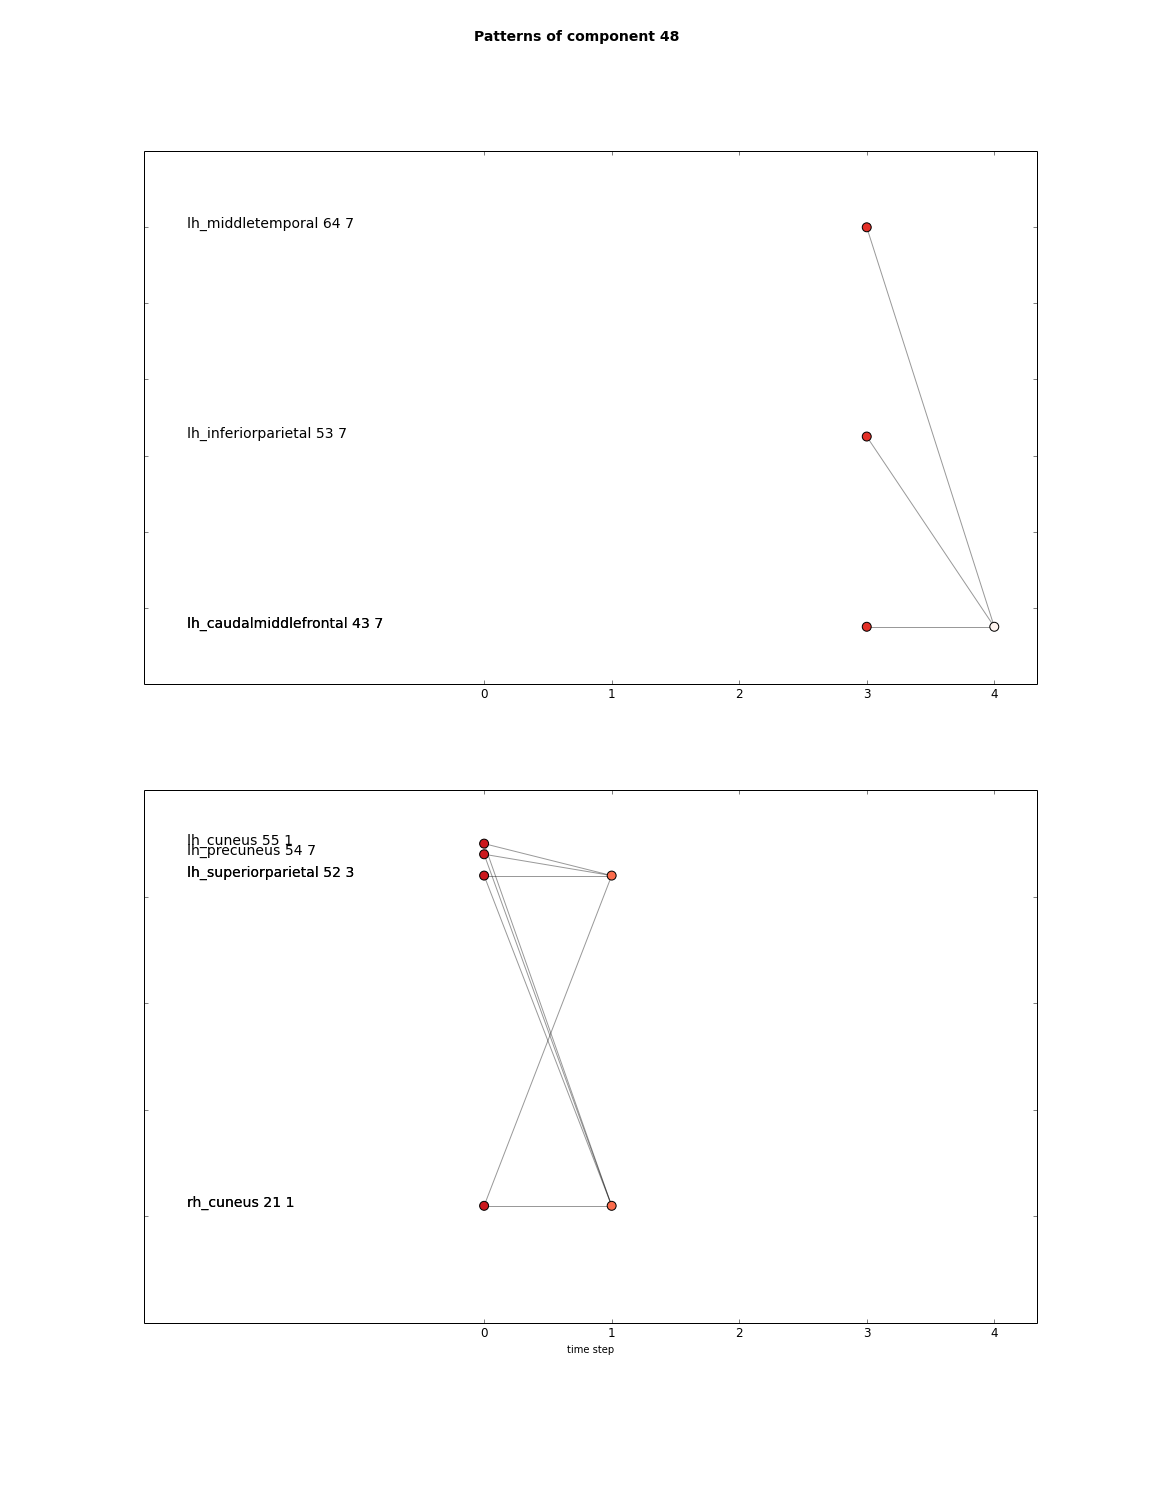 Patterns of component 48
lh_middletemporal 64 7
lh_inferiorparietal 53 7
lh_caudalmiddlefrontal 43 7
0 1 2 3 4
lh_cuneus 55 1
lh_precuneus 54 7
lh_superiorparietal 52 3
rh_cuneus 21 1
0 1 2 3 4
time step